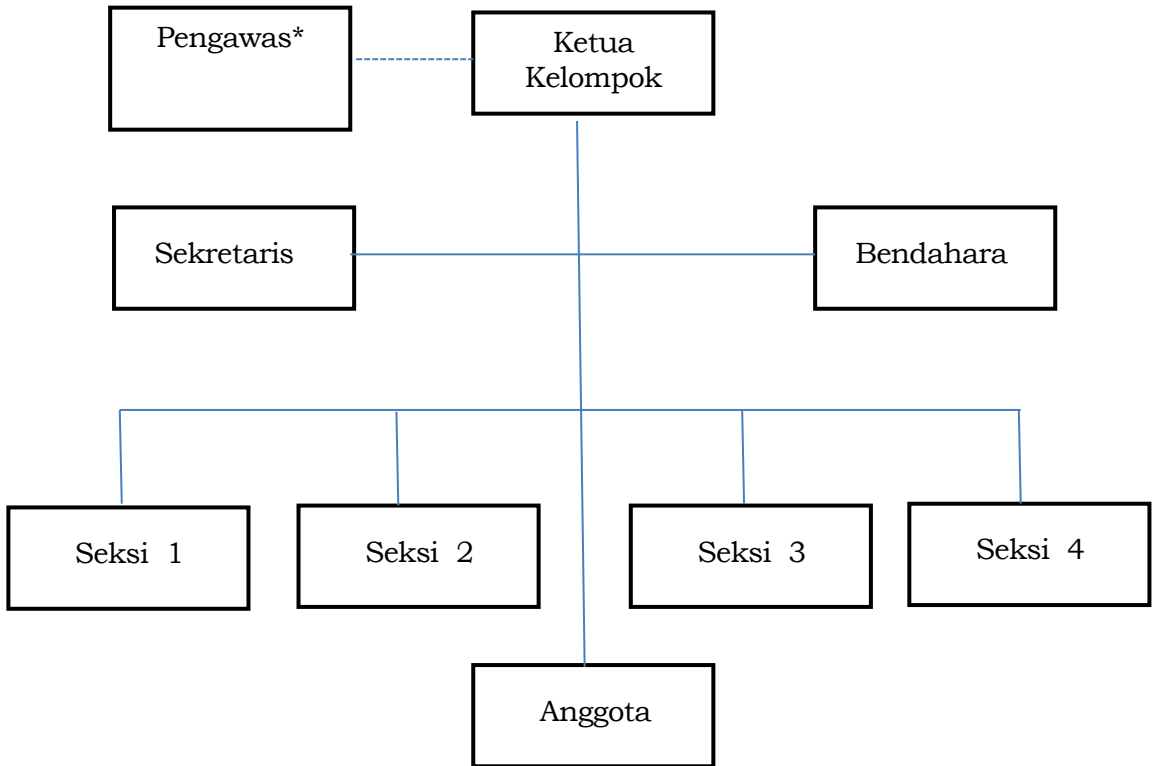 Pengawas*
Ketua
Kelompok
Sekretaris
Bendahara
Seksi 1
Seksi 2
Seksi 3
Seksi 4
Anggota